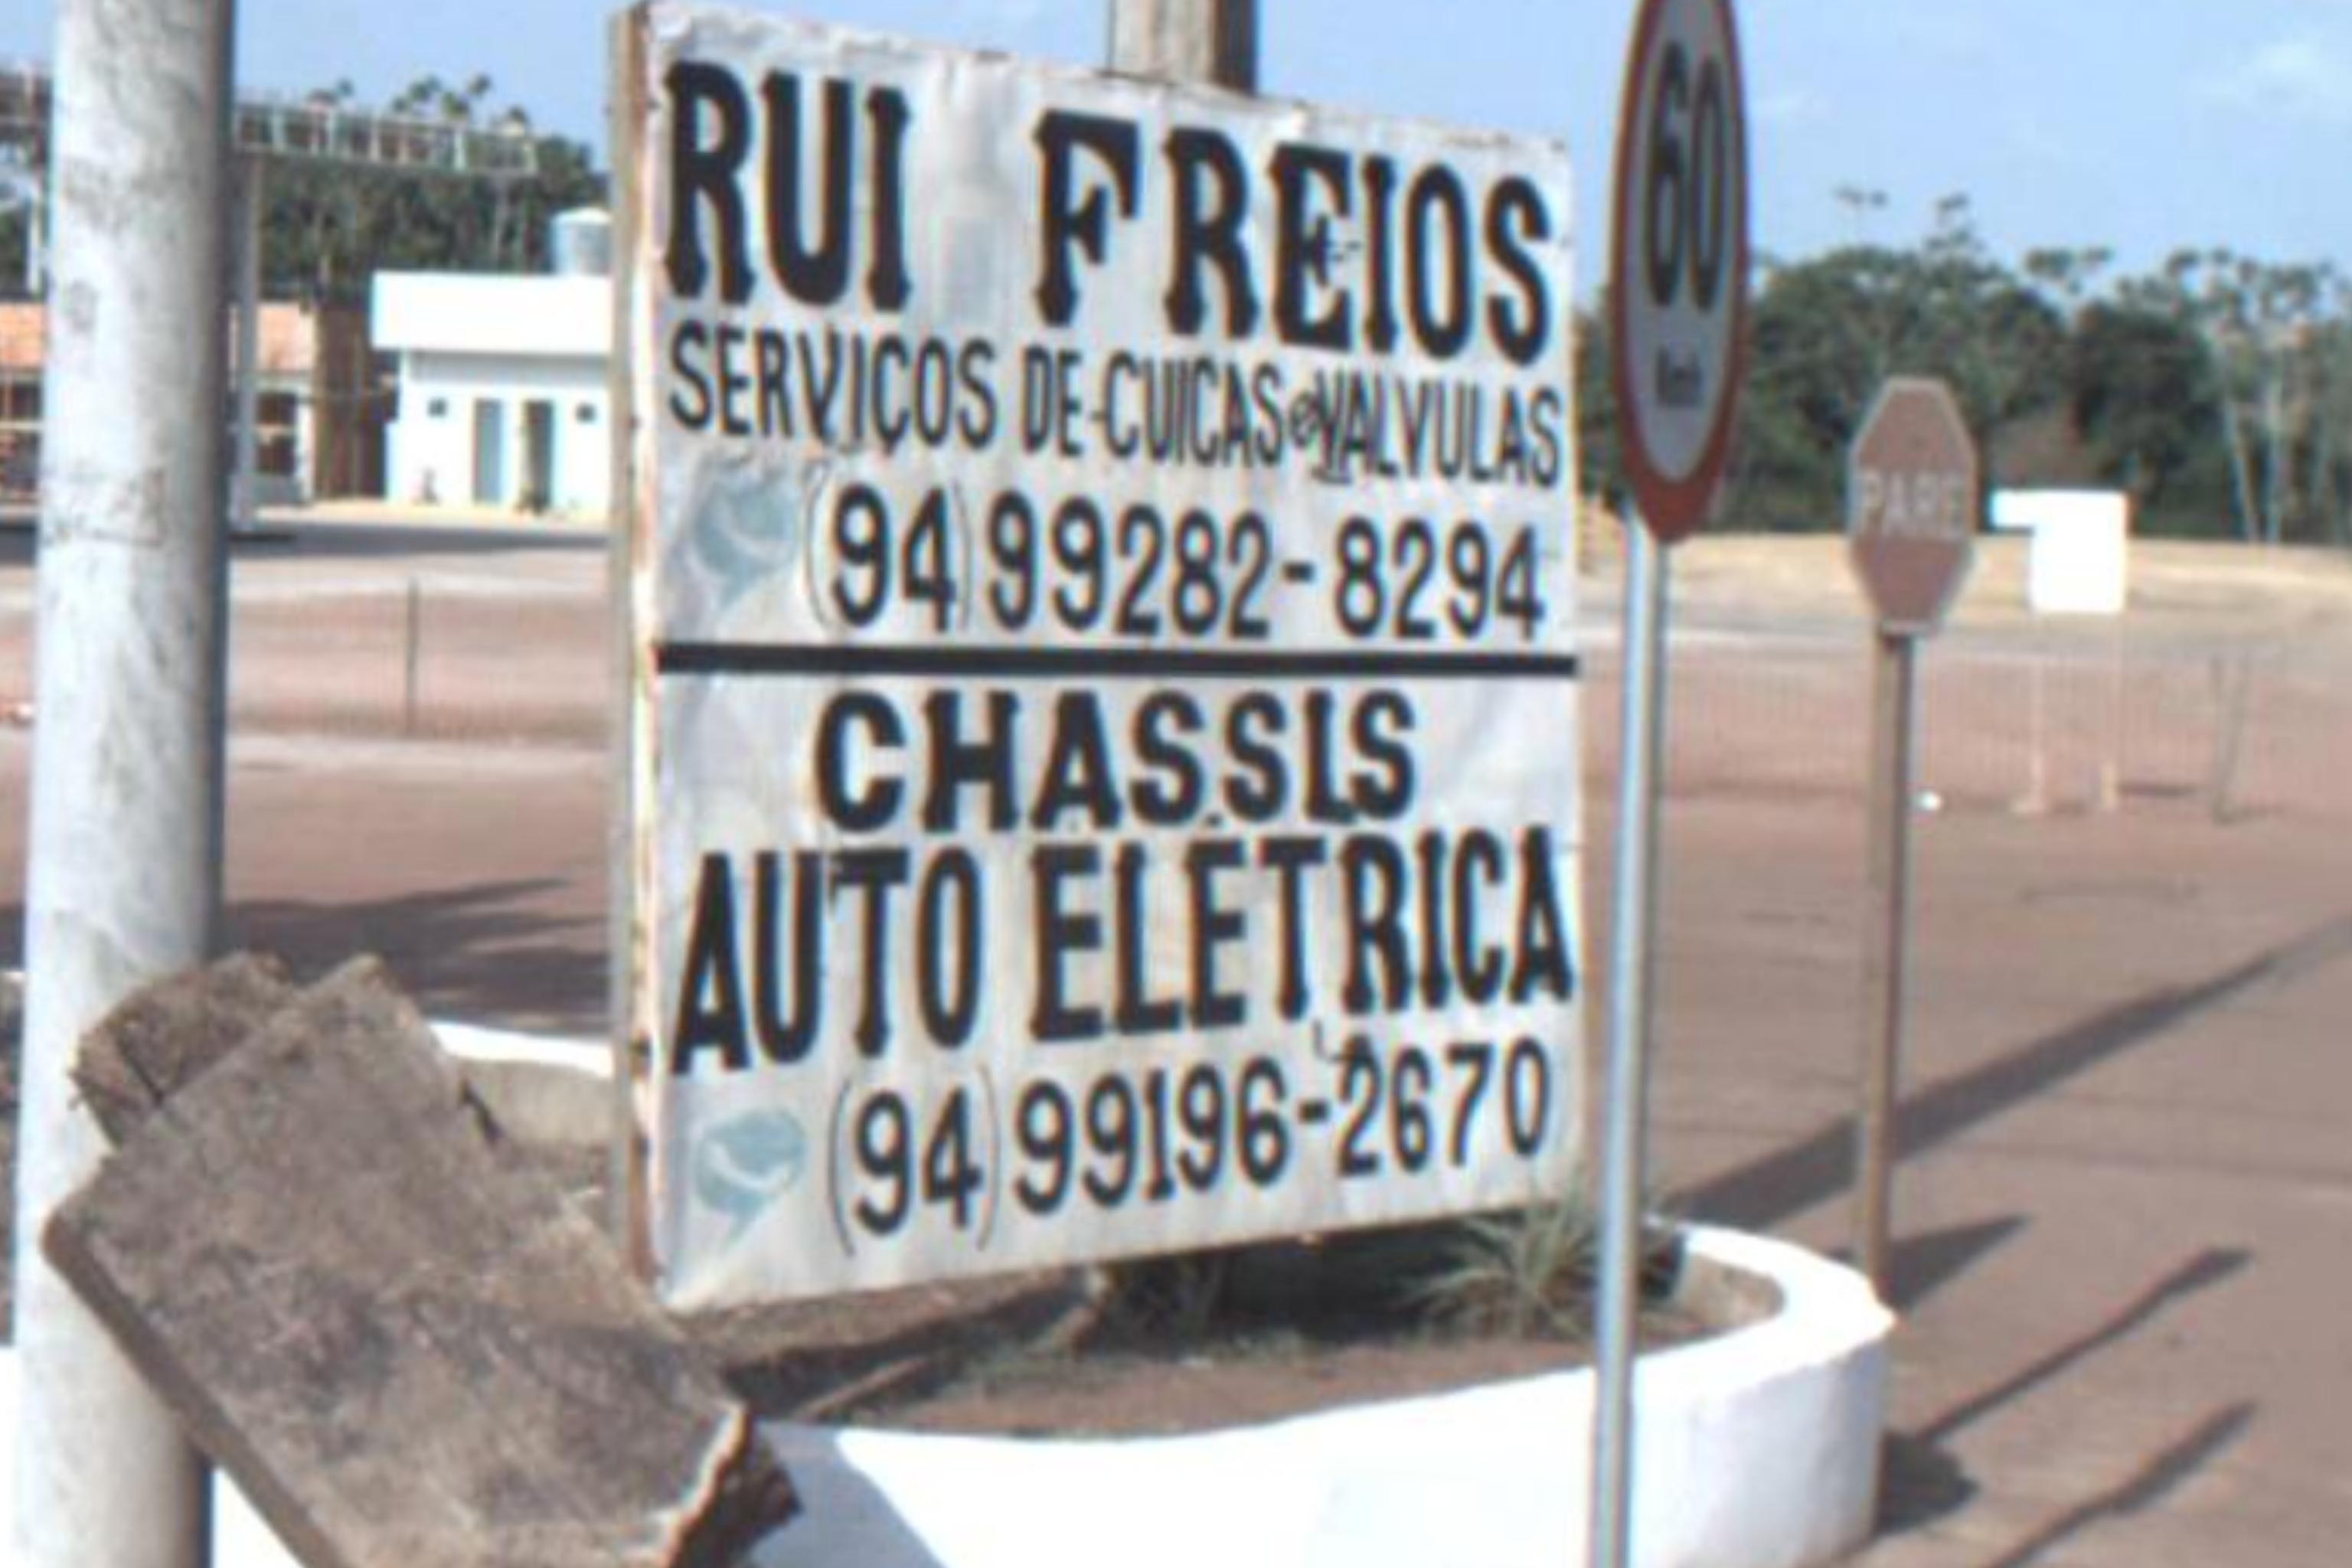 RUI FREIOS
SERVIÇOS DE CUICAS e VALVULAS
(94) 99282-8294
CHASSIS
AUTO ELÉTRICA
(94) 99196-2670
60
PARE